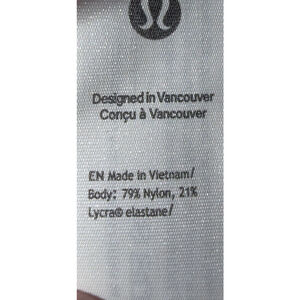 Designed in Vancouver
Conçu à Vancouver
EN Made in Vietnam/
Body: 79% Nylon, 21%
Lycra® elastane/